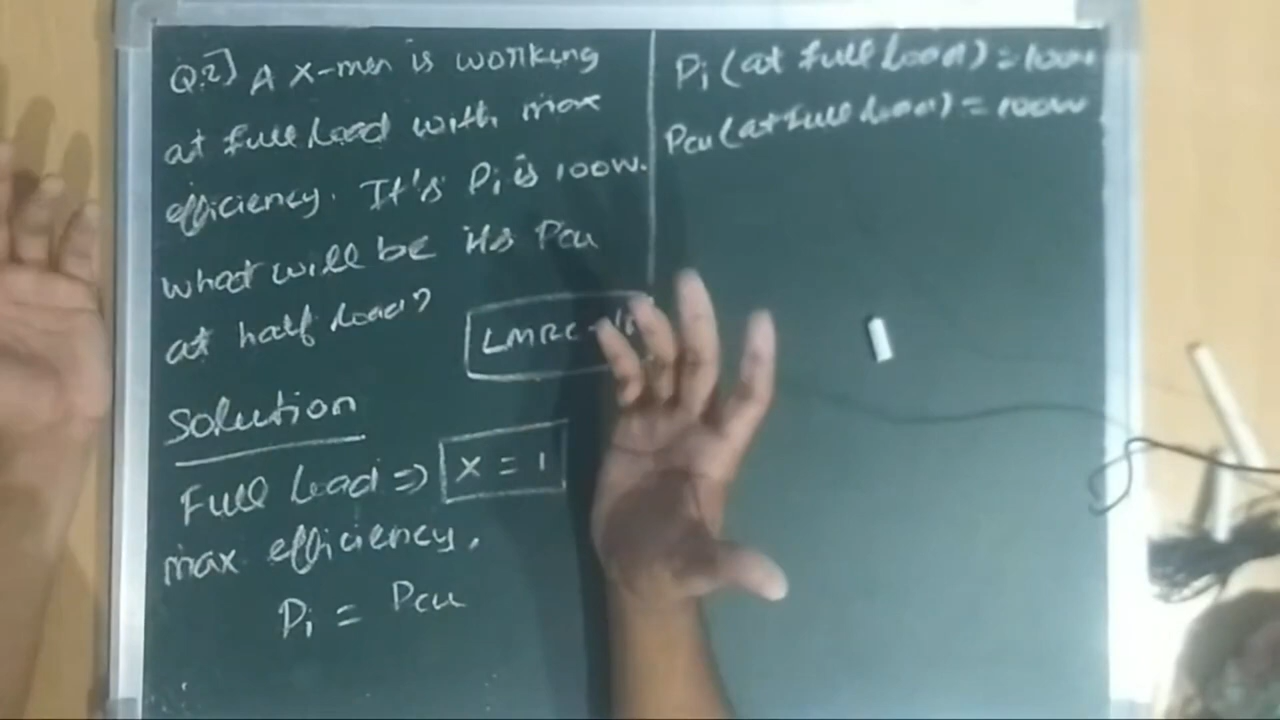 Q.2] A X-mer is working
at full load with max
efficiency. It's Pi is 100W.
what will be its Pcu
at half load?
LMRC
Solution
Full load => x = 1
max efficiency,
Pi = Pcu
Pi (at full load) = 100W
Pcu (at full load) = 100W